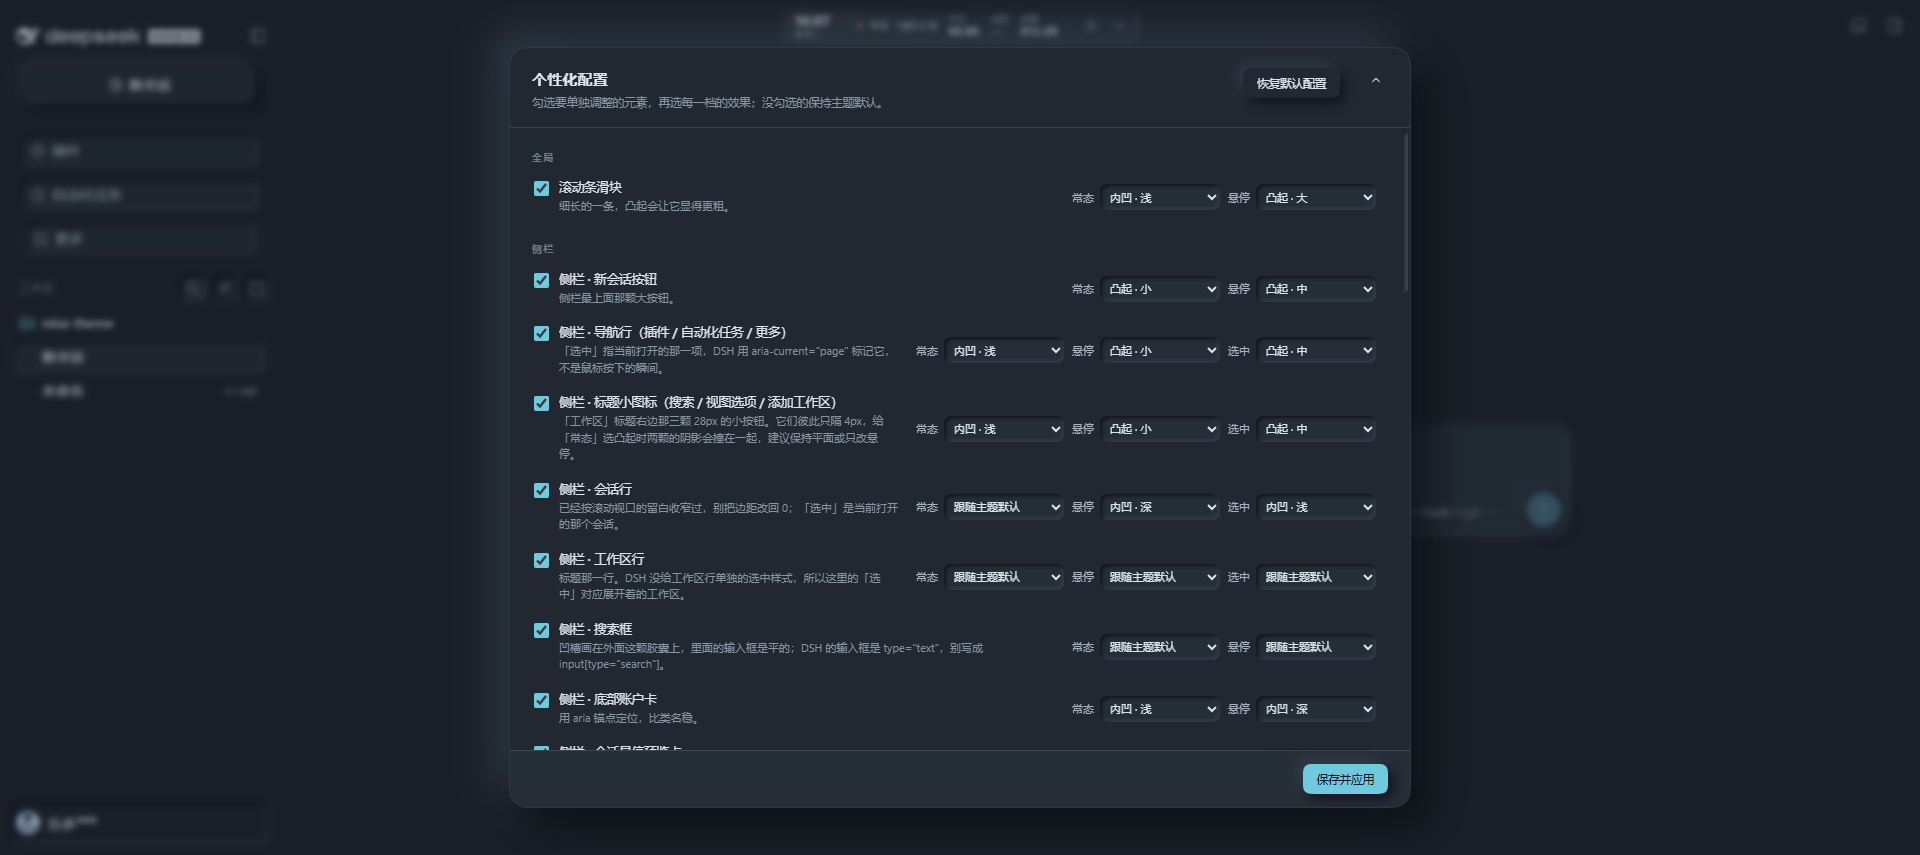 deepseek
个性化配置
恢复默认配置
勾选要单独调整的元素，再选每一档的效果；没勾选的保持主题默认。
全局
滚动条滑块
细长的一条，凸起会让它显得更粗。
常态 内凹 · 浅 悬停 凸起 · 大
侧栏
侧栏 · 新会话按钮
侧栏最上面那颗大按钮。
常态 凸起 · 小 悬停 凸起 · 中
侧栏 · 导航行（插件 / 自动化任务 / 更多）
「选中」指当前打开的那一项，DSH 用 aria-current="page" 标记它，
不是鼠标按下的瞬间。
常态 内凹 · 浅 悬停 凸起 · 小 选中 凸起 · 中
侧栏 · 标题小图标（搜索 / 视图选项 / 添加工作区）
「工作区」标题右边那三颗 28px 的小按钮。它们彼此只隔 4px，给
「常态」选凸起时两颗的阴影会撞在一起，建议保持平面或只改悬
停。
常态 内凹 · 浅 悬停 凸起 · 小 选中 凸起 · 中
侧栏 · 会话行
已经按滚动视口的留白收窄过，别把边距改回 0；「选中」是当前打开
的那个会话。
常态 跟随主题默认 悬停 内凹 · 深 选中 内凹 · 浅
侧栏 · 工作区行
标题那一行。DSH 没给工作区行单独的选中样式，所以这里的「选
中」对应展开着的工作区。
常态 跟随主题默认 悬停 跟随主题默认 选中 跟随主题默认
侧栏 · 搜索框
凹槽画在外面这颗胶囊上，里面的输入框是平的；DSH 的输入框是 type="text"，别写成
input[type="search"]。
常态 跟随主题默认 悬停 跟随主题默认
侧栏 · 底部账户卡
用 aria 锚点定位，比类名稳。
常态 内凹 · 浅 悬停 内凹 · 深
保存并应用